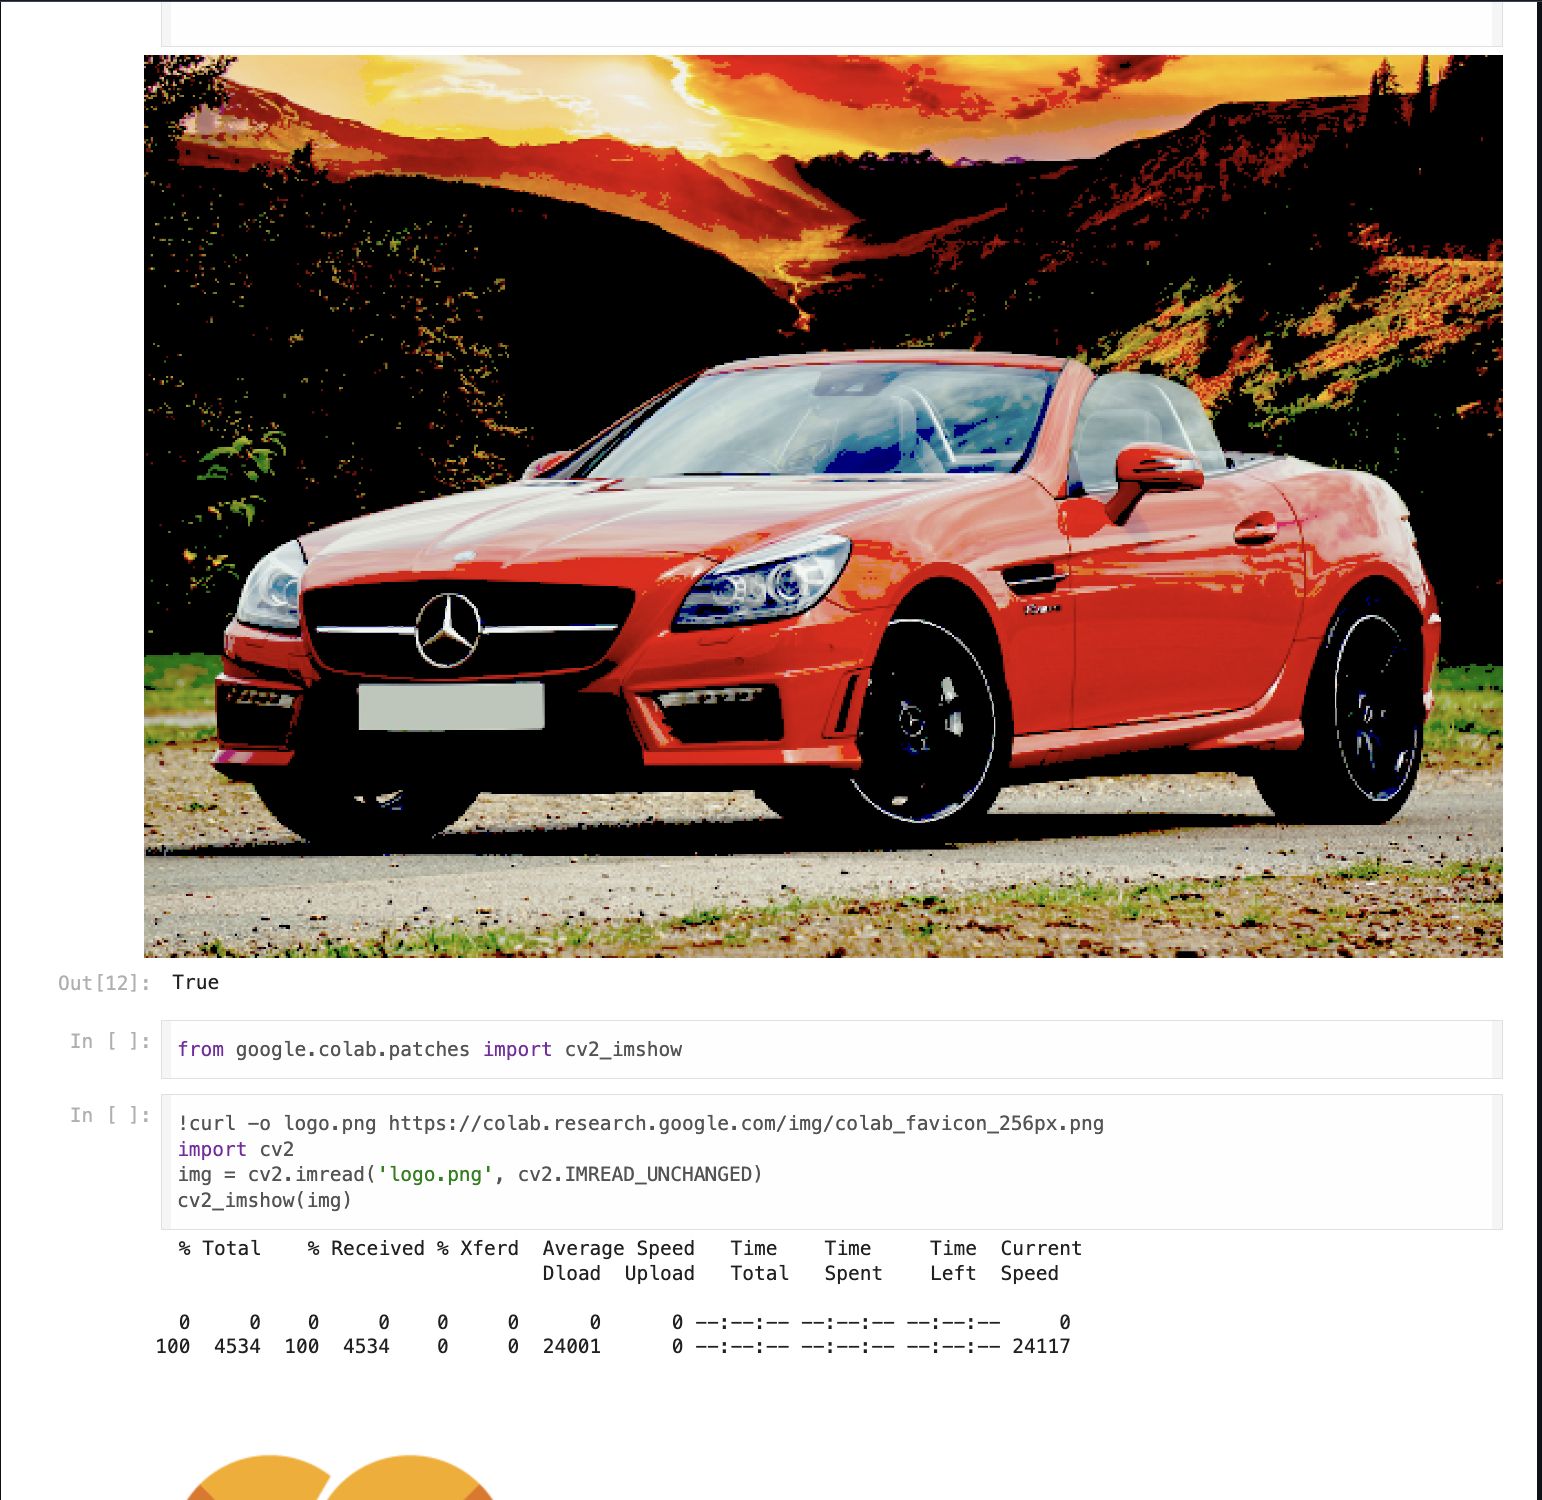 Out[12]: True
In [ ]: from google.colab.patches import cv2_imshow
In [ ]: !curl -o logo.png https://colab.research.google.com/img/colab_favicon_256px.png
import cv2
img = cv2.imread('logo.png', cv2.IMREAD_UNCHANGED)
cv2_imshow(img)
% Total    % Received % Xferd  Average Speed   Time    Time     Time  Current
Dload  Upload   Total   Spent    Left  Speed
0     0    0     0    0     0      0      0 --:--:-- --:--:-- --:--:--     0
100  4534  100  4534    0     0  24001      0 --:--:-- --:--:-- --:--:-- 24117